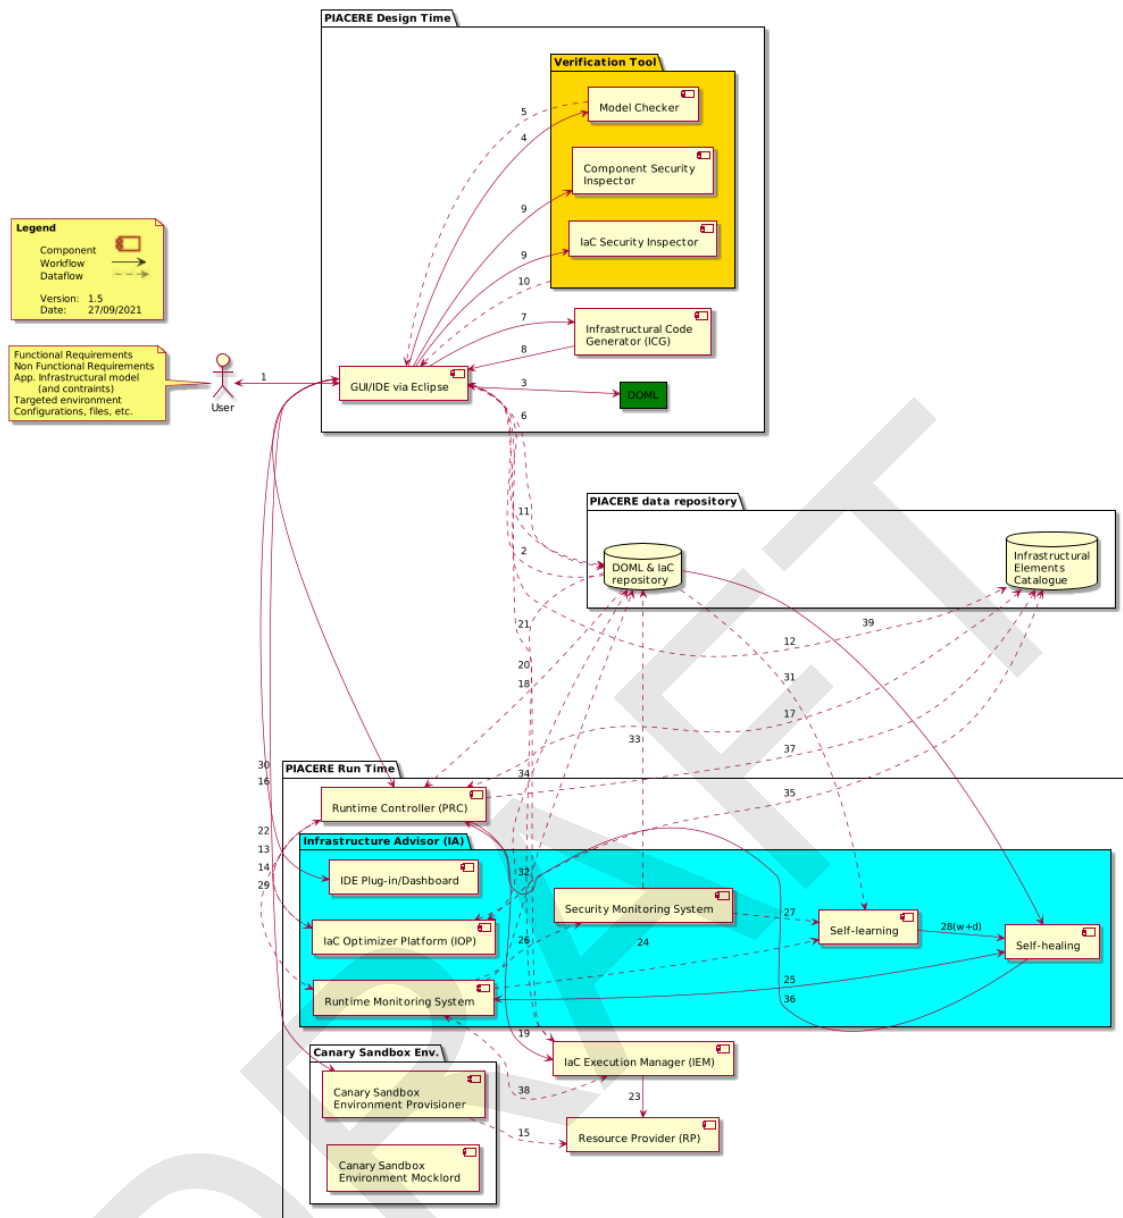 PIACERE Design Time
Verification Tool
Model Checker
5
4
Component Security
Inspector
9
IaC Security Inspector
9
10
Legend
Component
Workflow
Dataflow
Version: 1.5
Date: 27/09/2021
7
Infrastructural Code
Generator (ICG)
8
Functional Requirements
Non Functional Requirements
App. Infrastructural model
(and contraints)
Targeted environment
Configurations, files, etc.
User
1
GUI/IDE via Eclipse
3
DOML
6
PIACERE data repository
11
2
DOML & IaC
repository
Infrastructural
Elements
Catalogue
21
39
12
20
18
31
17
33
37
34
35
PIACERE Run Time
30
16
Runtime Controller (PRC)
22
13
14
29
Infrastructure Advisor (IA)
IDE Plug-in/Dashboard
32
Security Monitoring System
27
Self-learning
28(w+d)
Self-healing
IaC Optimizer Platform (IOP)
26
24
25
36
Runtime Monitoring System
19
IaC Execution Manager (IEM)
38
23
Canary Sandbox Env.
Canary Sandbox
Environment Provisioner
15
Resource Provider (RP)
Canary Sandbox
Environment Mocklord
DRAFT